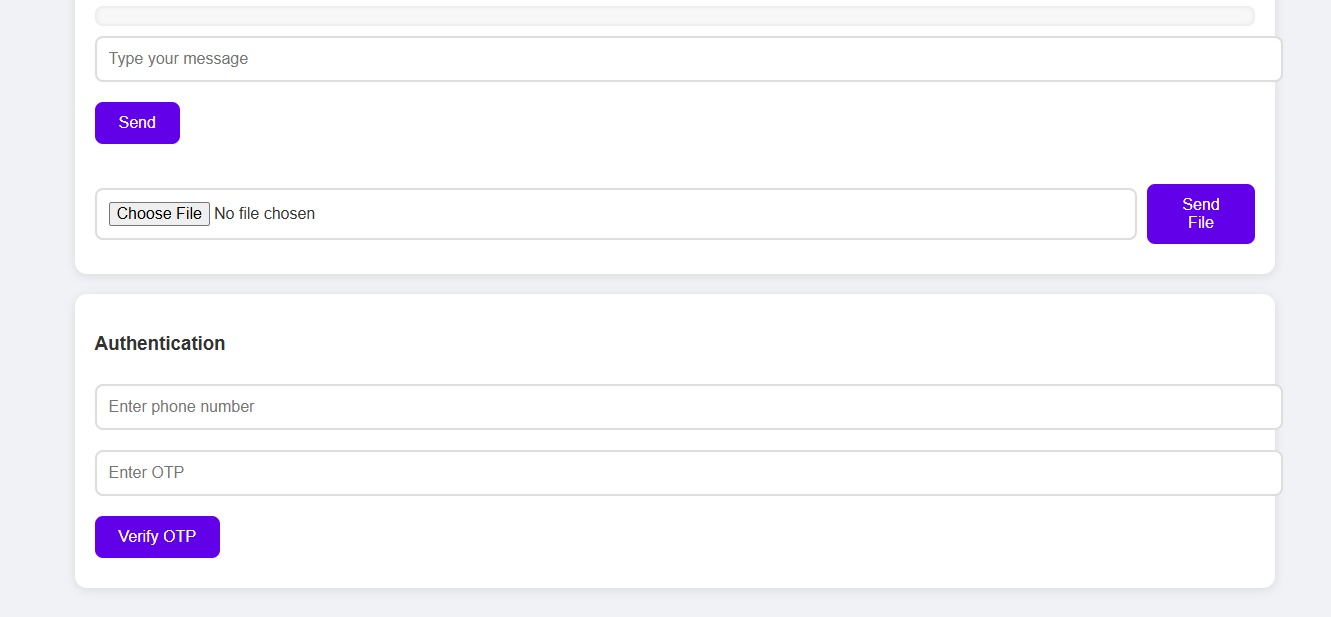 Type your message
Send
Choose File No file chosen
Send
File
Authentication
Enter phone number
Enter OTP
Verify OTP